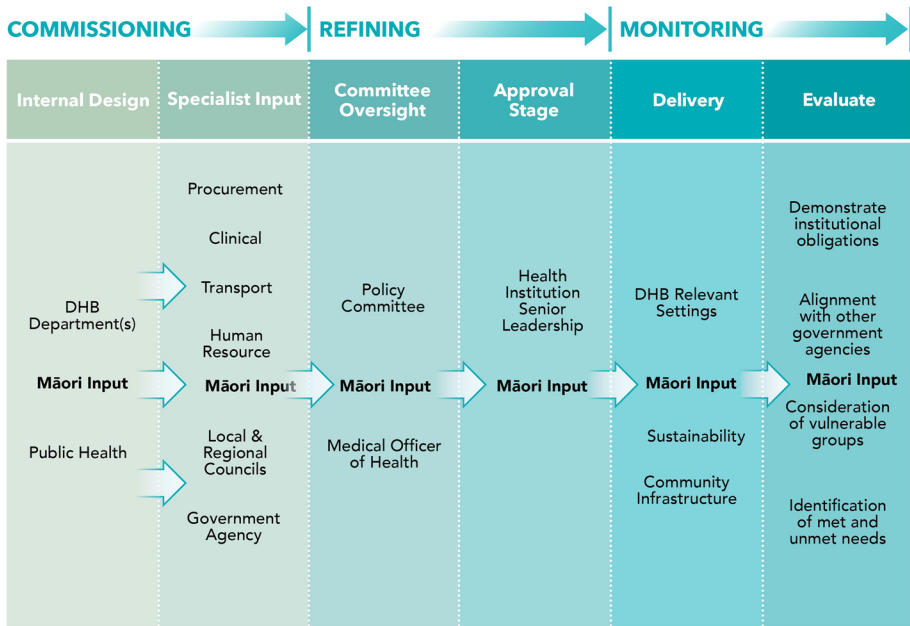 COMMISSIONING
REFINING
MONITORING
Internal Design
Specialist Input
Committee
Oversight
Approval
Stage
Delivery
Evaluate
DHB
Department(s)
Māori Input
Public Health
Procurement
Clinical
Transport
Human
Resource
Māori Input
Local &
Regional
Councils
Government
Agency
Policy
Committee
Māori Input
Medical Officer
of Health
Health
Institution
Senior
Leadership
Māori Input
DHB Relevant
Settings
Māori Input
Sustainability
Community
Infrastructure
Demonstrate
institutional
obligations
Alignment
with other
government
agencies
Māori Input
Consideration
of vulnerable
groups
Identification
of met and
unmet needs